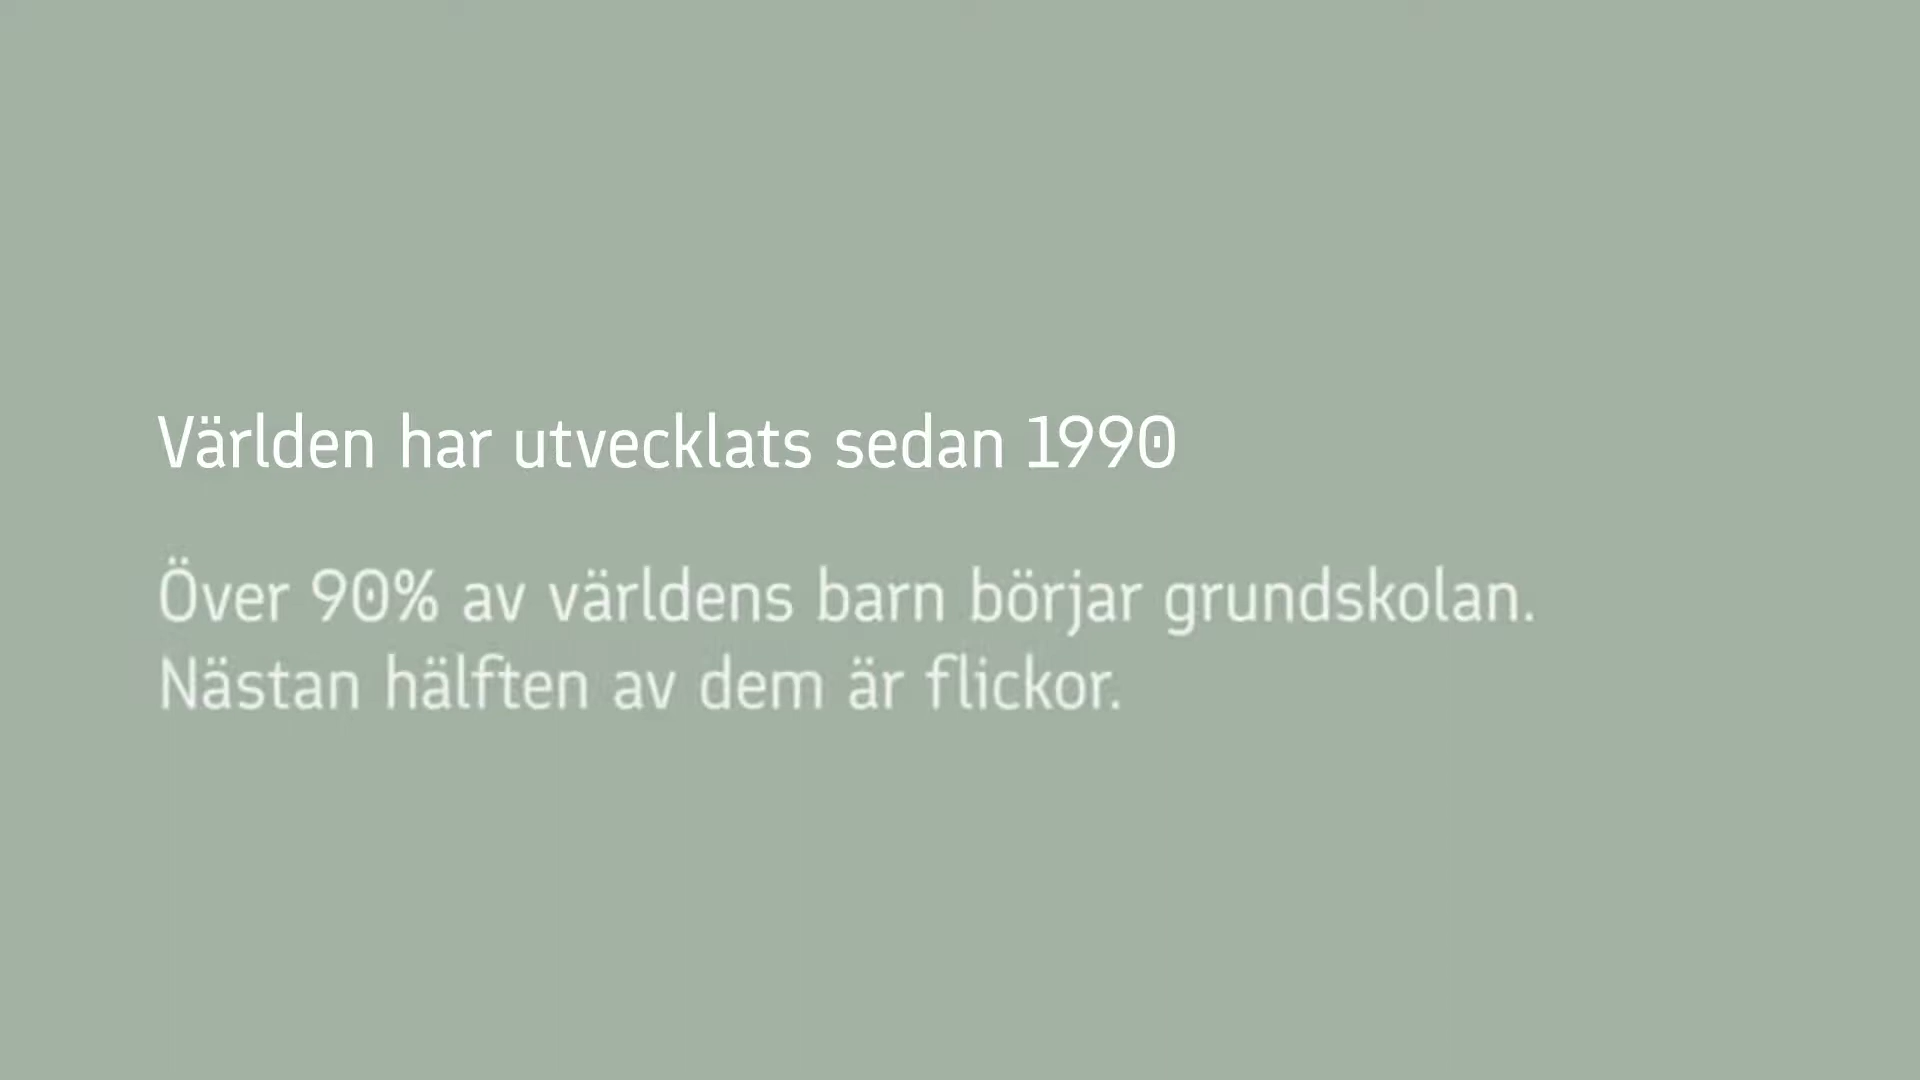 Världen har utvecklats sedan 1990
Över 90% av världens barn börjar grundskolan.
Nästan hälften av dem är flickor.